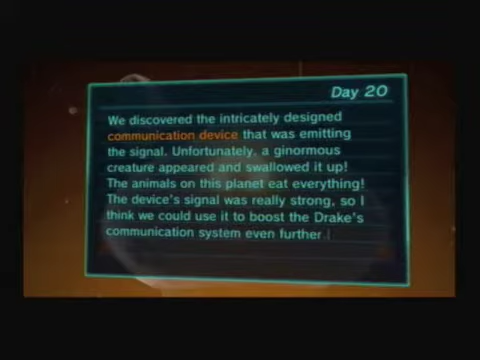 Day 20
We discovered the intricately designed
communication device that was emitting
the signal. Unfortunately, a ginormous
creature appeared and swallowed it up!
The animals on this planet eat everything!
The device's signal was really strong, so I
think we could use it to boost the Drake's
communication system even further.